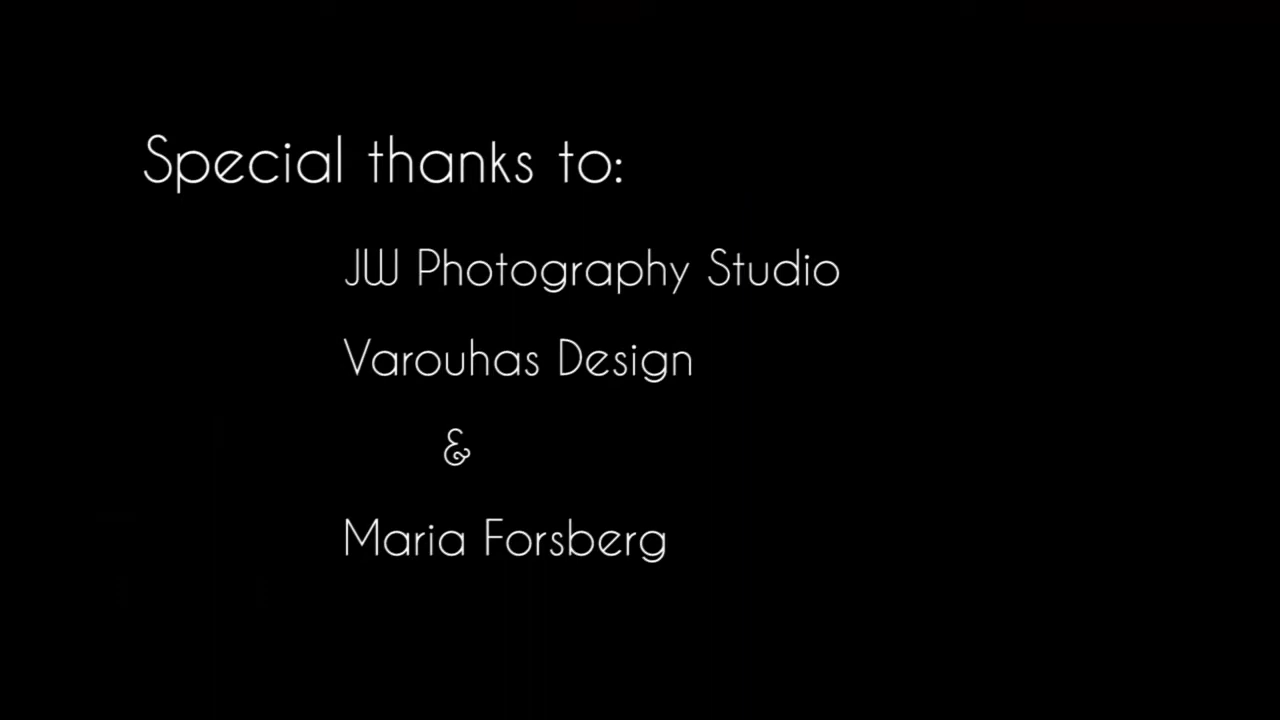 Special thanks to:
JW Photography Studio
Varouhas Design
&
Maria Forsberg